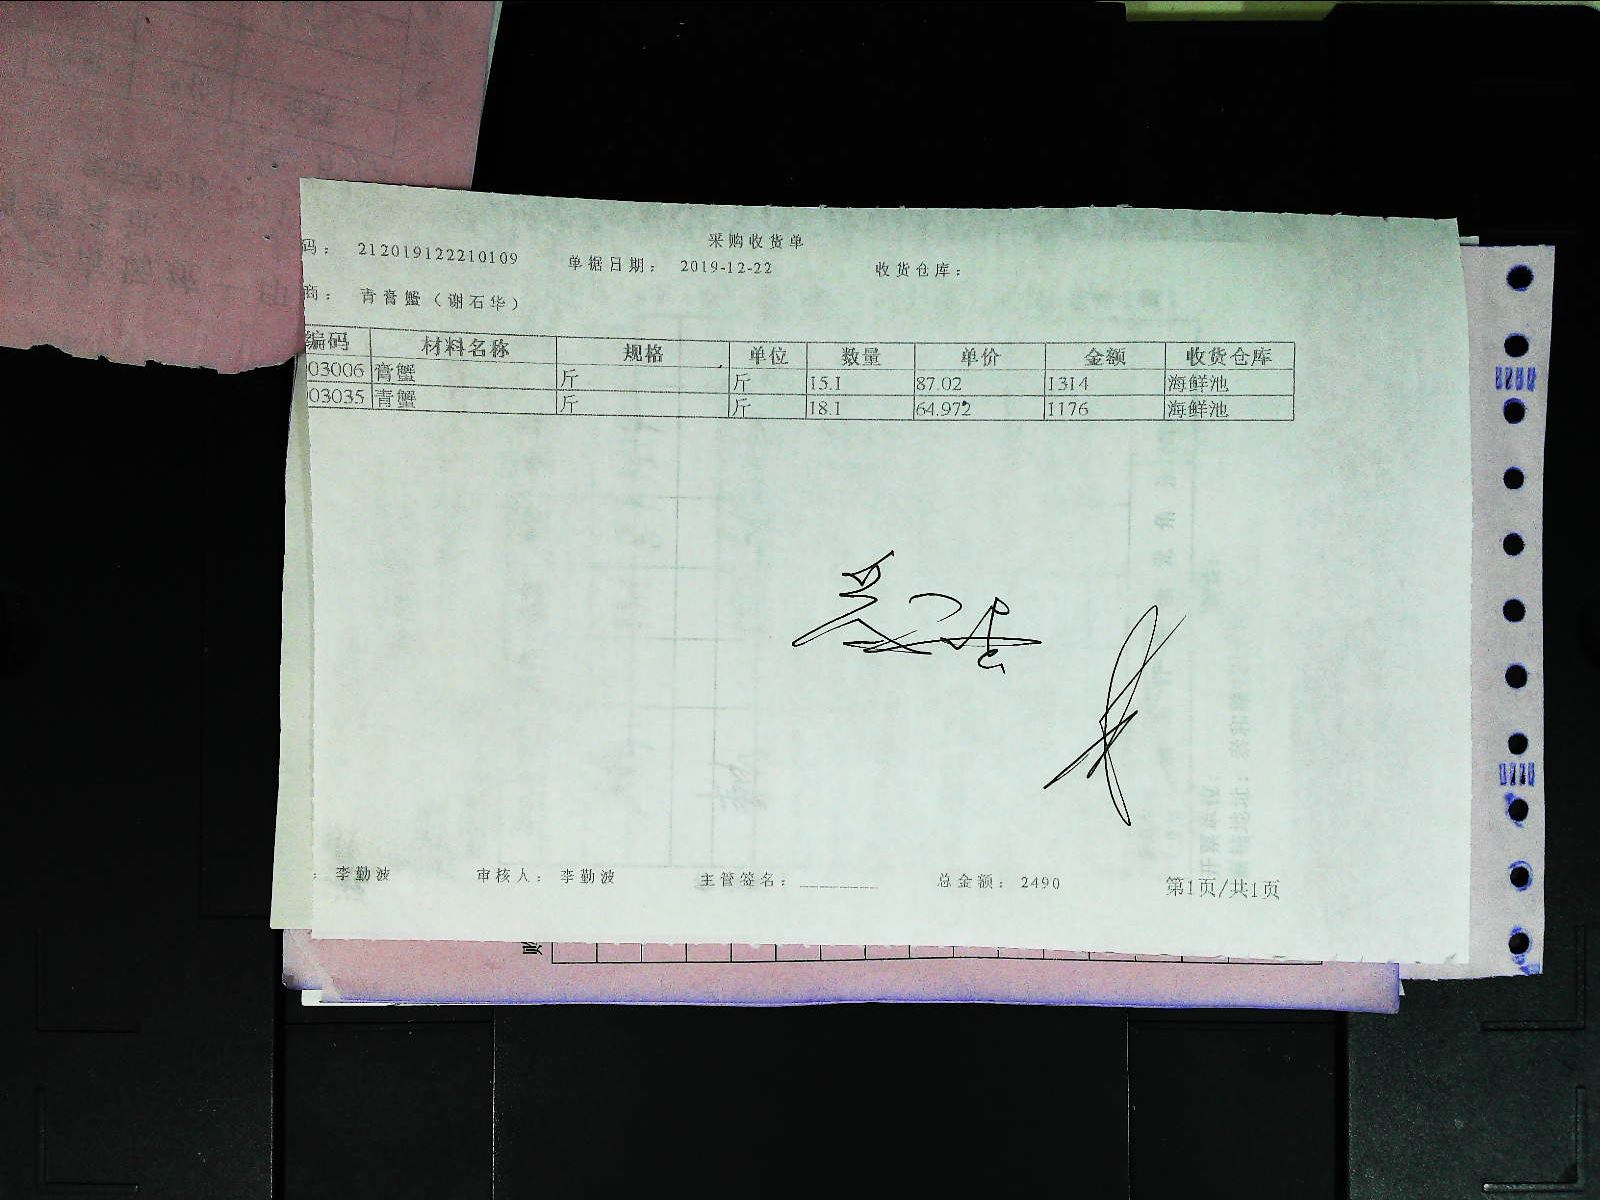 采购收货单
码： 212019122210109 单据日期： 2019-12-22 收货仓库：
商： 青膏蟹（谢石华）
编码 材料名称 规格 单位 数量 单价 金额 收货仓库
03006 膏蟹 斤 斤 15.1 87.02 1314 海鲜池
03035 青蟹 斤 斤 18.1 64.972 1176 海鲜池
： 李勤波 审核人： 李勤波 主管签名： 总金额： 2490 第1页/共1页